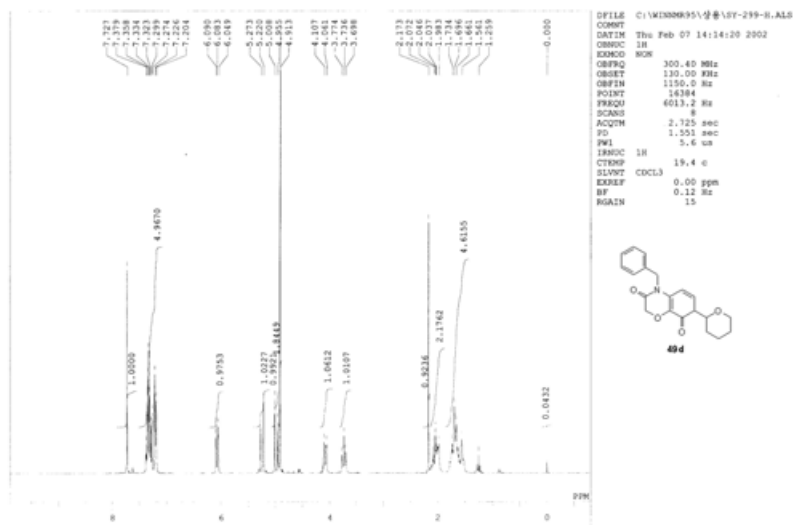 7.727
7.379
7.358
7.334
7.323
7.299
7.274
7.226
7.204
6.090
6.083
6.049
5.273
5.220
5.008
4.955
4.913
4.107
4.061
3.774
3.736
3.698
2.173
2.072
2.046
2.037
1.983
1.734
1.696
1.661
1.561
1.259
0.000
DFILE C:\WINNMR95\상용\SY-299-H.ALS
COMNT
DATIM Thu Feb 07 14:14:20 2002
OBNUC 1H
EXMOD NON
OBFRQ 300.40 MHz
OBSET 130.00 KHz
OBFIN 1150.0 Hz
POINT 16384
FREQU 6013.2 Hz
SCANS 8
ACQTM 2.725 sec
PD 1.551 sec
PW1 5.6 us
IRNUC 1H
CTEMP 19.4 c
SLVNT CDCL3
EXREF 0.00 ppm
BF 0.12 Hz
RGAIN 15
1.0000
4.9670
0.9753
1.0227
0.9921
1.0612
1.0107
0.9236
2.1762
4.6155
0.0432
N
O
O
O
O
49d
PPM
8
6
4
2
0